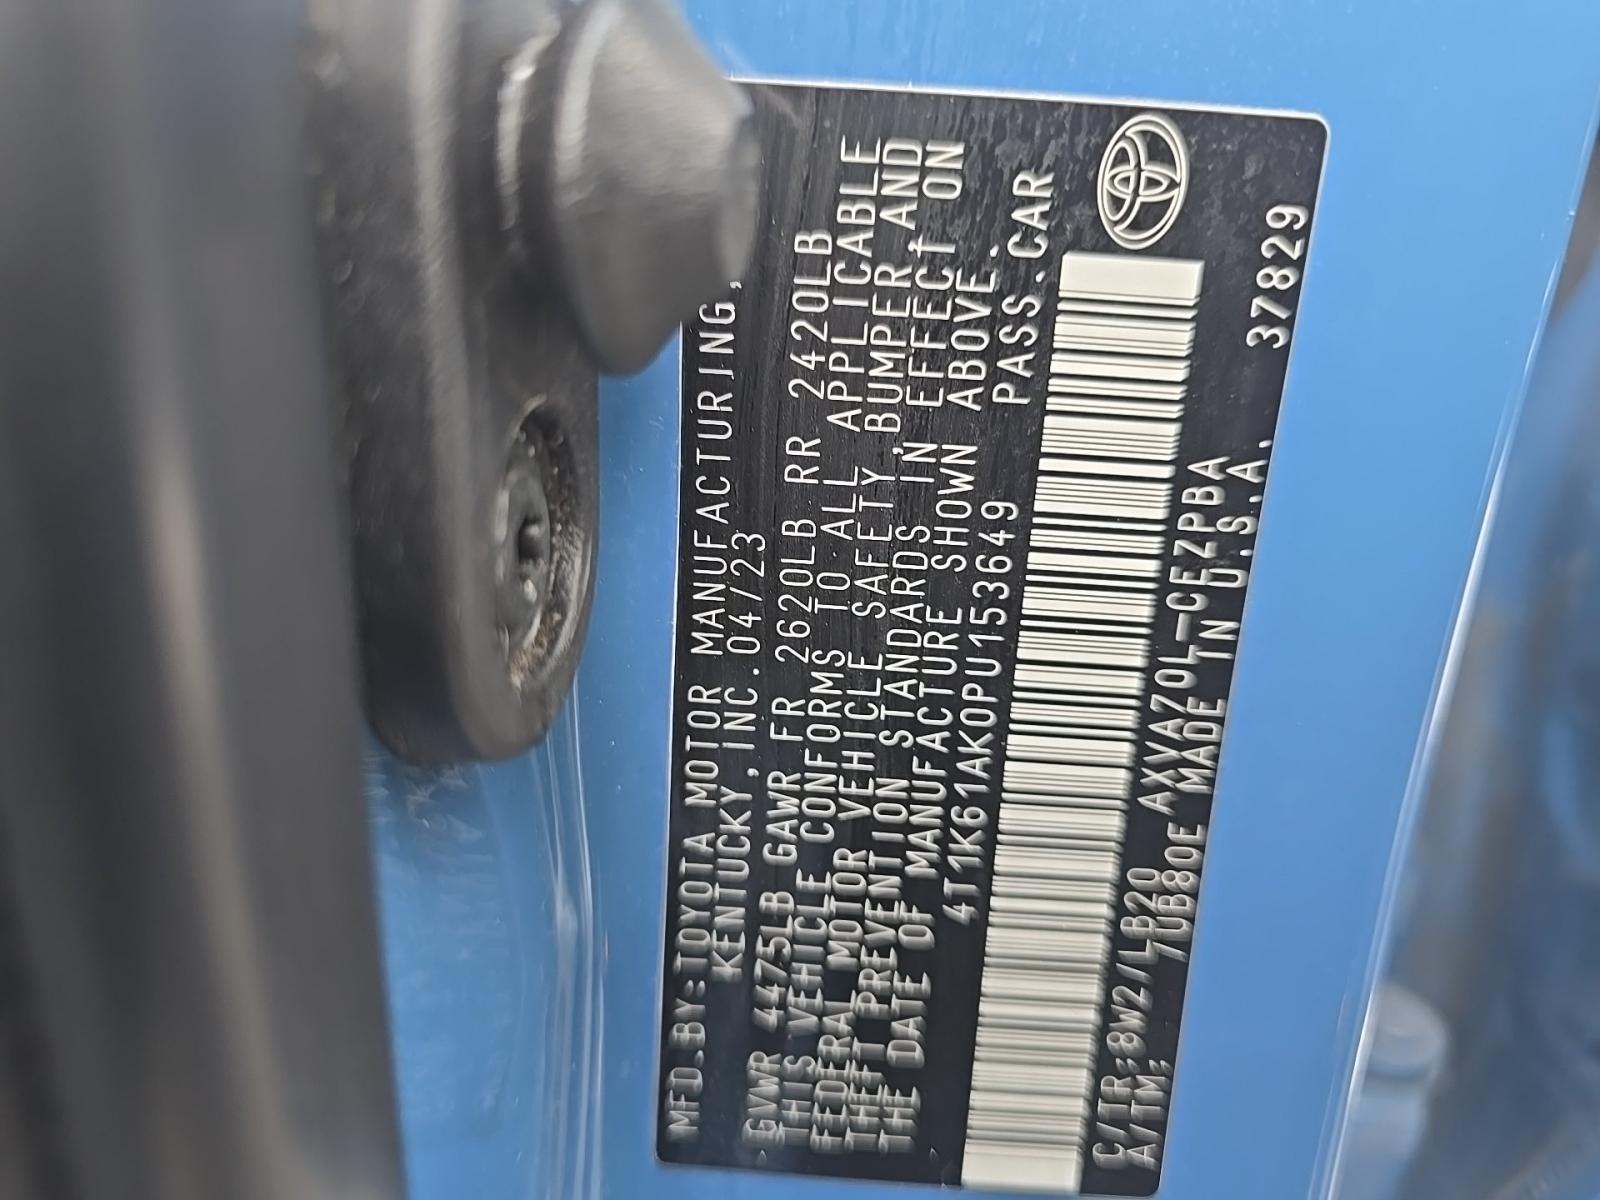 MFD.BY:TOYOTA MOTOR MANUFACTURING,
KENTUCKY,INC.04/23
GVWR 4475LB GAWR FR 2620LB RR 2420LB
THIS VEHICLE CONFORMS TO ALL APPLICABLE
FEDERAL MOTOR VEHICLE SAFETY,BUMPER,AND
THEFT PREVENTION STANDARDS IN EFFECT ON
THE DATE OF MANUFACTURE SHOWN ABOVE.
4T1K61AK0PU153649 PASS.CAR
C/TR:8W2/LB20 AXVA70L-CEZPBA
A/TM: /UB80E MADE IN U.S.A. 37829